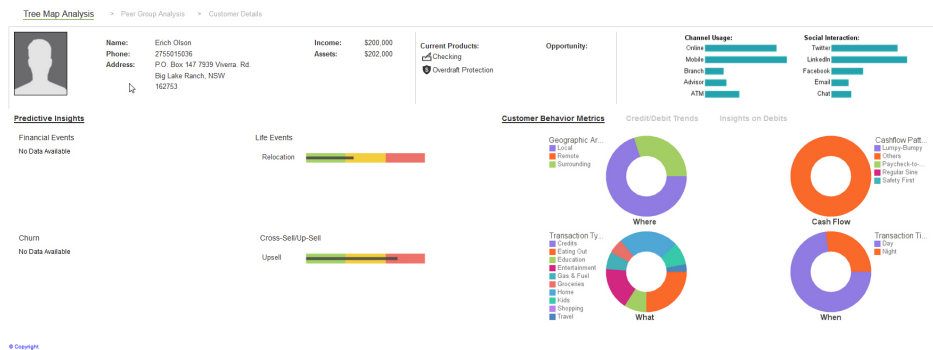 Tree Map Analysis > Peer Group Analysis > Customer Details
Name: Erich Olson
Phone: 2755015036
Address: P.O. Box 147 7939 Viverra. Rd.
Big Lake Ranch, NSW
162753
Income: $200,000
Assets: $202,000
Current Products:
Checking
Overdraft Protection
Opportunity:
Channel Usage:
Online
Mobile
Branch
Advisor
ATM
Social Interaction:
Twitter
LinkedIn
Facebook
Email
Chat
Predictive Insights
Financial Events
No Data Available
Life Events
Relocation
Churn
No Data Available
Cross-Sell/Up-Sell
Upsell
Customer Behavior Metrics Credit/Debit Trends Insights on Debits
Geographic Ar...
Local
Remote
Surrounding
Where
Cashflow Patt...
Lumpy-Bumpy
Others
Paycheck-to-...
Regular Sine
Safety First
Cash Flow
Transaction Ty...
Credits
Eating Out
Education
Entertainment
Gas & Fuel
Groceries
Home
Kids
Shopping
Travel
What
Transaction Ti...
Day
Night
When
© Copyright